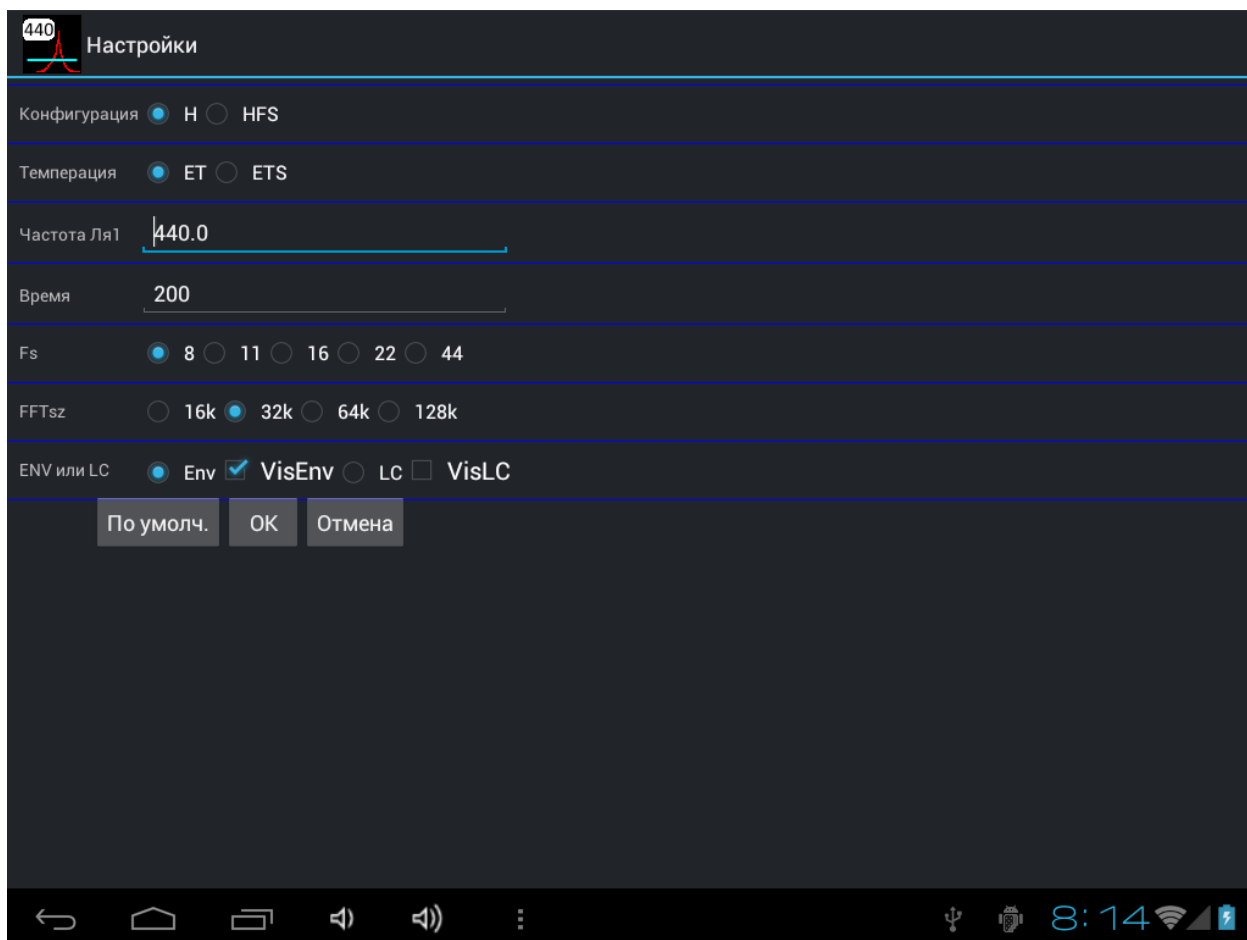 440
Настройки
Конфигурация H HFS
Темперация ET ETS
Частота Ля1 440.0
Время 200
Fs 8 11 16 22 44
FFTsz 16k 32k 64k 128k
ENV или LC Env VisEnv LC VisLC
По умолч. OK Отмена
8:14